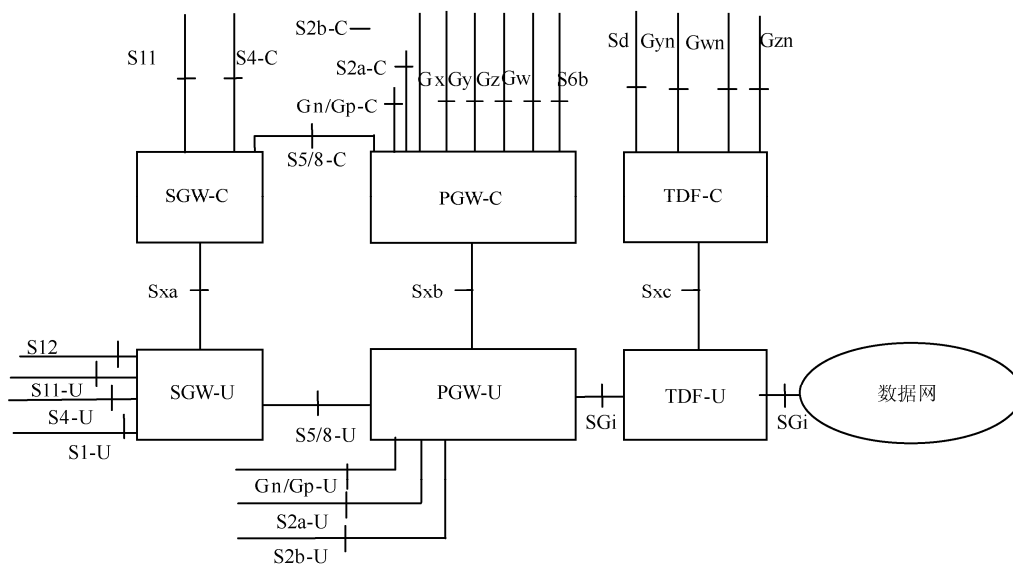 S2b-C
S11
S4-C
Sd
Gyn
Gwn
Gzn
S2a-C
Gx
Gy
Gz
Gw
S6b
Gn/Gp-C
S5/8-C
SGW-C
PGW-C
TDF-C
Sxa
Sxb
Sxc
S12
S11-U
S4-U
S1-U
SGW-U
PGW-U
TDF-U
数据网
S5/8-U
SGi
SGi
Gn/Gp-U
S2a-U
S2b-U